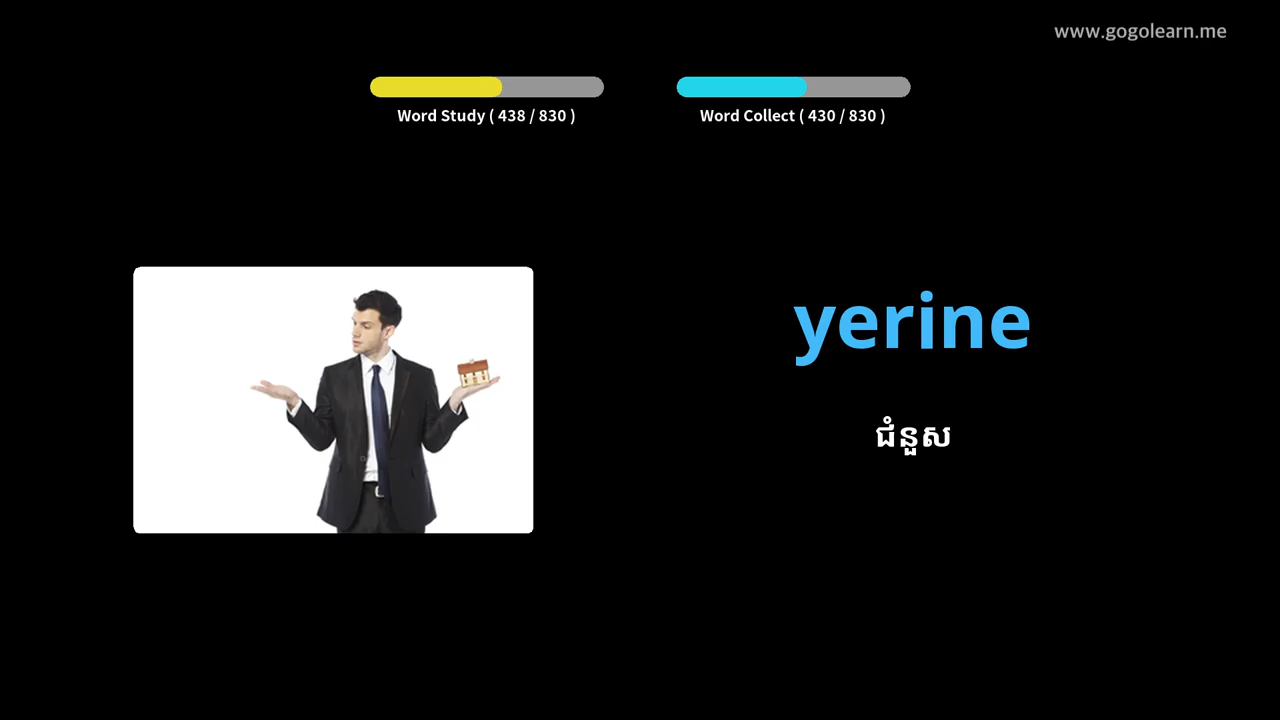 www.gogolearn.me
Word Study ( 438 / 830 )
Word Collect ( 430 / 830 )
yerine
ជំនួស